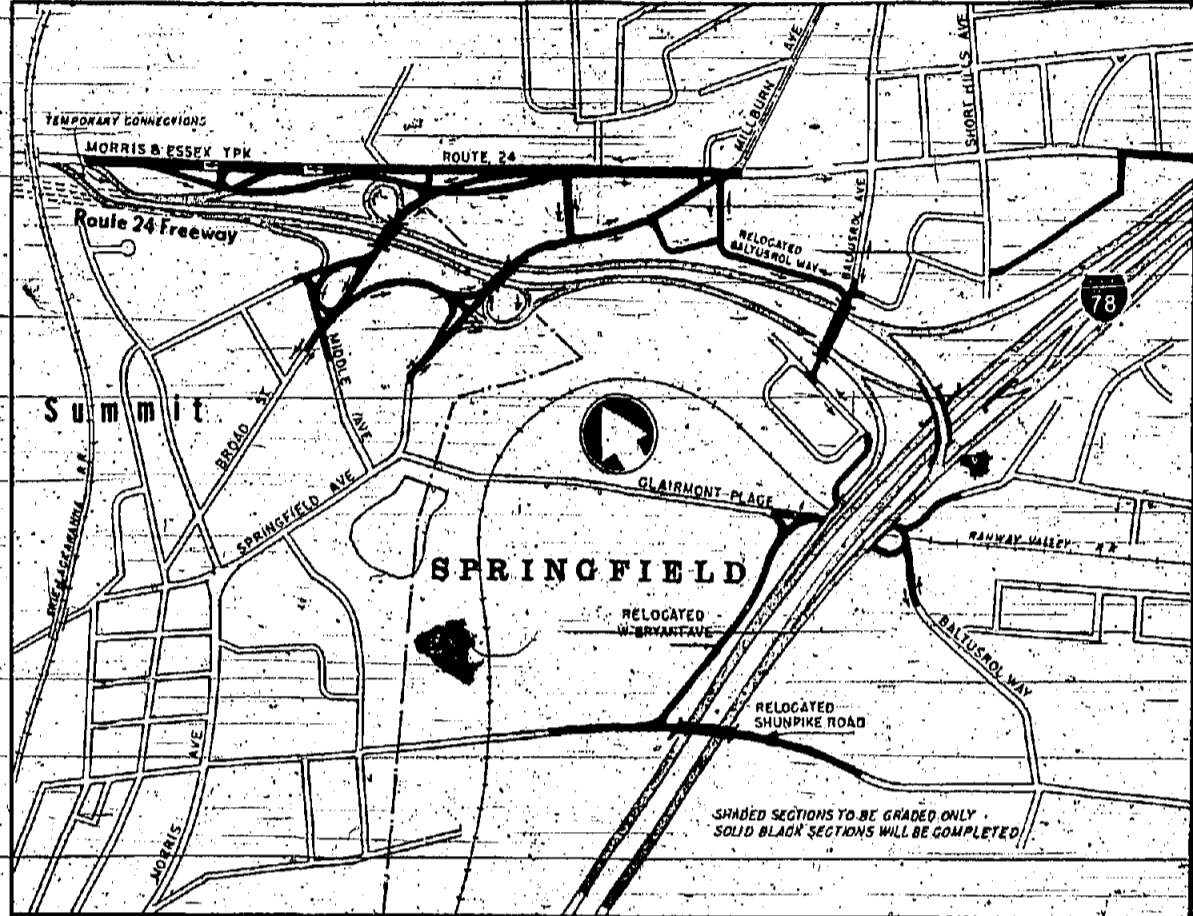 SHORT HILLS AVE
MILLBURN AVE
TEMPORARY CONNECTIONS
MORRIS & ESSEX TPK
ROUTE 24
Route 24 Freeway
RELOCATED
BALTUSROL WAY
BALTUSROL AVE
78
MIDDLE AVE
Summit
BROAD ST
SPRINGFIELD AVE
CLAIRMONT PLACE
RAHWAY VALLEY R R
SPRINGFIELD
RELOCATED
W. BRYANT AVE
BALTUSROL WAY
RELOCATED
SHUNPIKE ROAD
LACKAWANNA R.R.
MORRIS AVE
SHADED SECTIONS TO BE GRADED ONLY
SOLID BLACK SECTIONS WILL BE COMPLETED